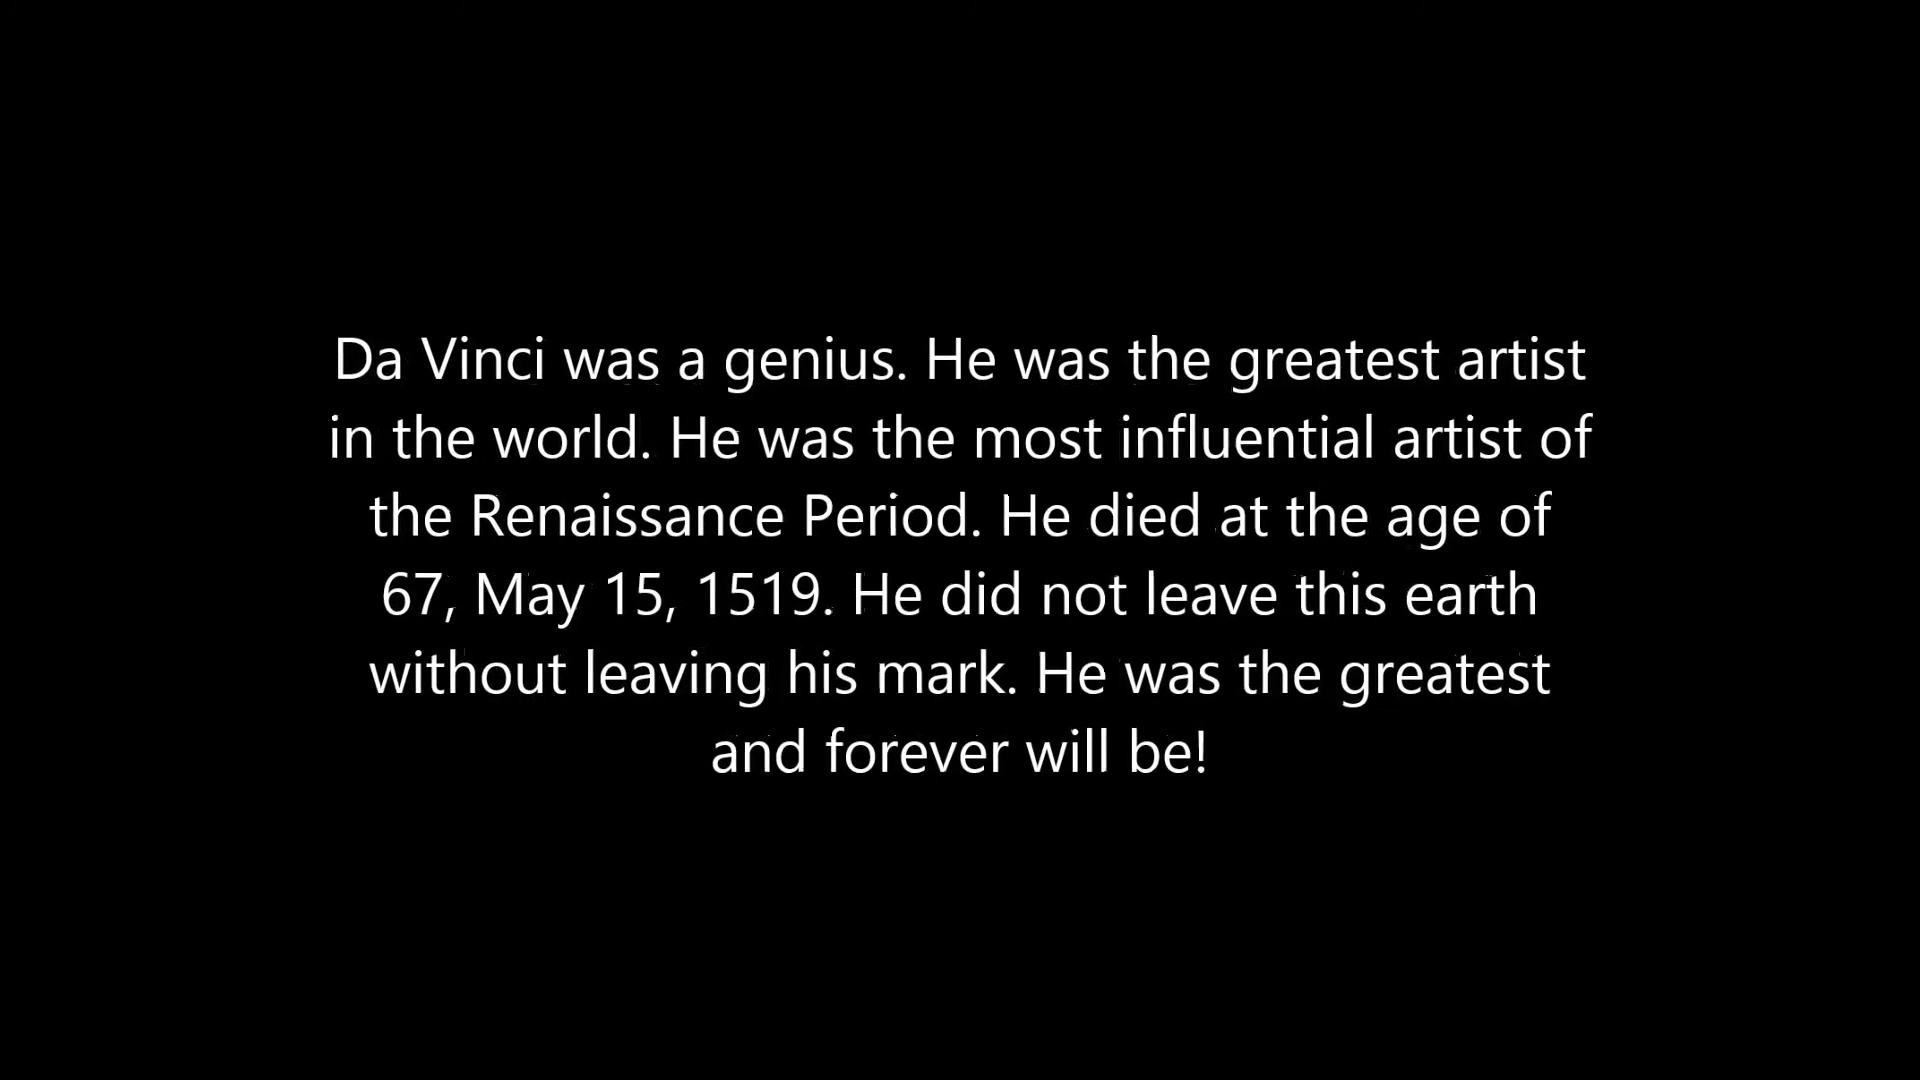 Da Vinci was a genius. He was the greatest artist
in the world. He was the most influential artist of
the Renaissance Period. He died at the age of
67, May 15, 1519. He did not leave this earth
without leaving his mark. He was the greatest
and forever will be!